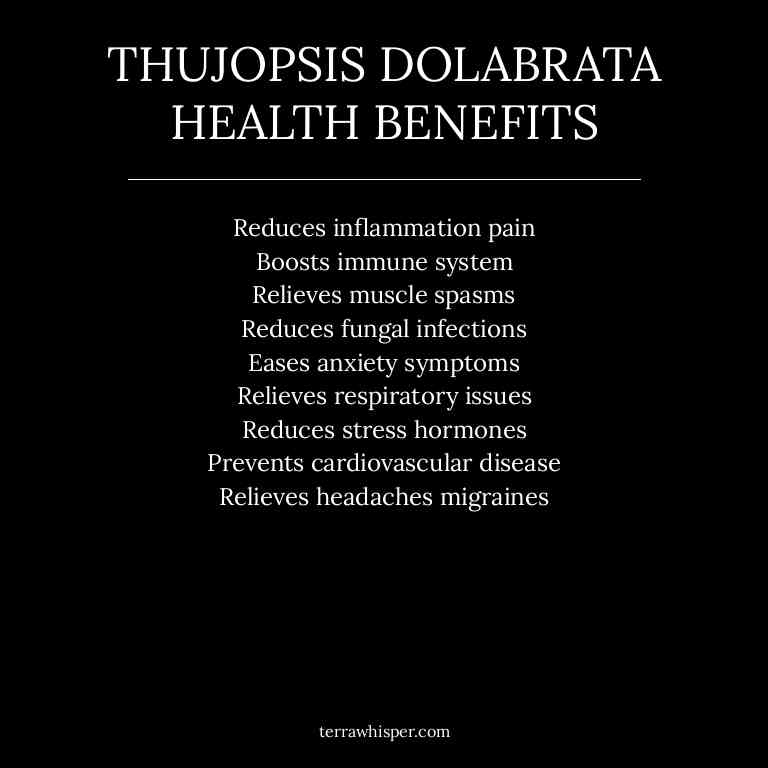 THUJOPSIS DOLABRATA
HEALTH BENEFITS
Reduces inflammation pain
Boosts immune system
Relieves muscle spasms
Reduces fungal infections
Eases anxiety symptoms
Relieves respiratory issues
Reduces stress hormones
Prevents cardiovascular disease
Relieves headaches migraines
terrawhisper.com